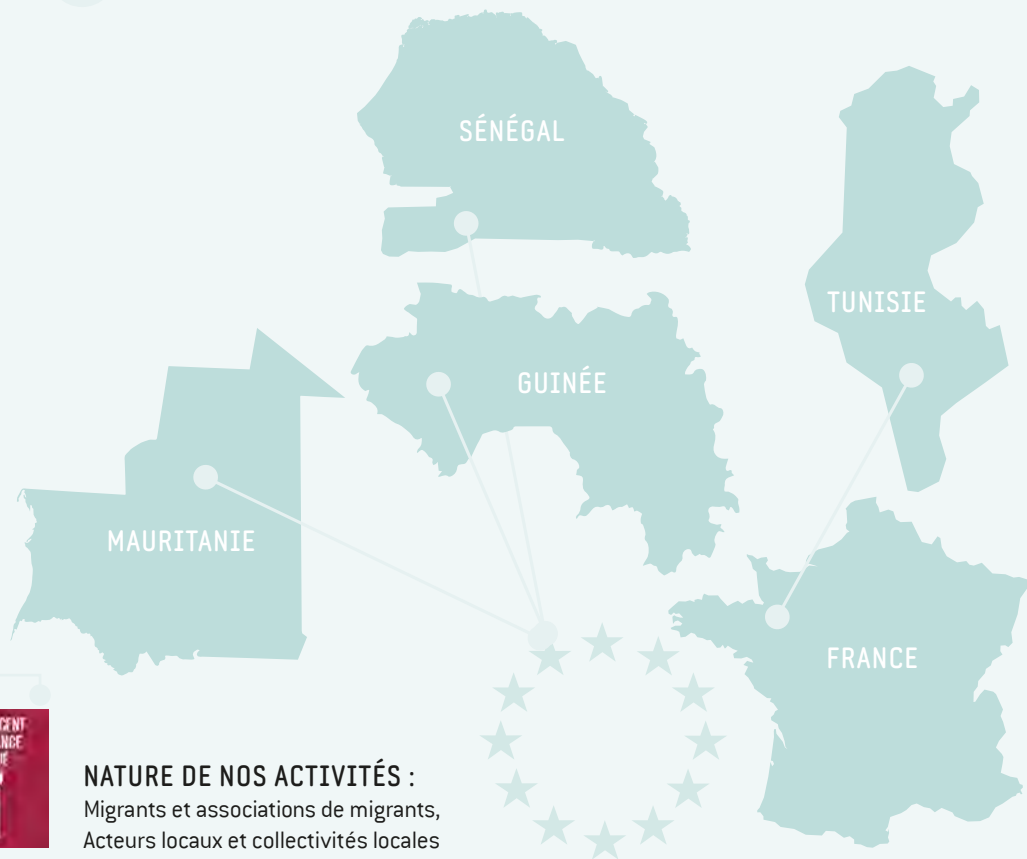 SÉNÉGAL
TUNISIE
GUINÉE
MAURITANIE
FRANCE
NATURE DE NOS ACTIVITÉS :
Migrants et associations de migrants,
Acteurs locaux et collectivités locales